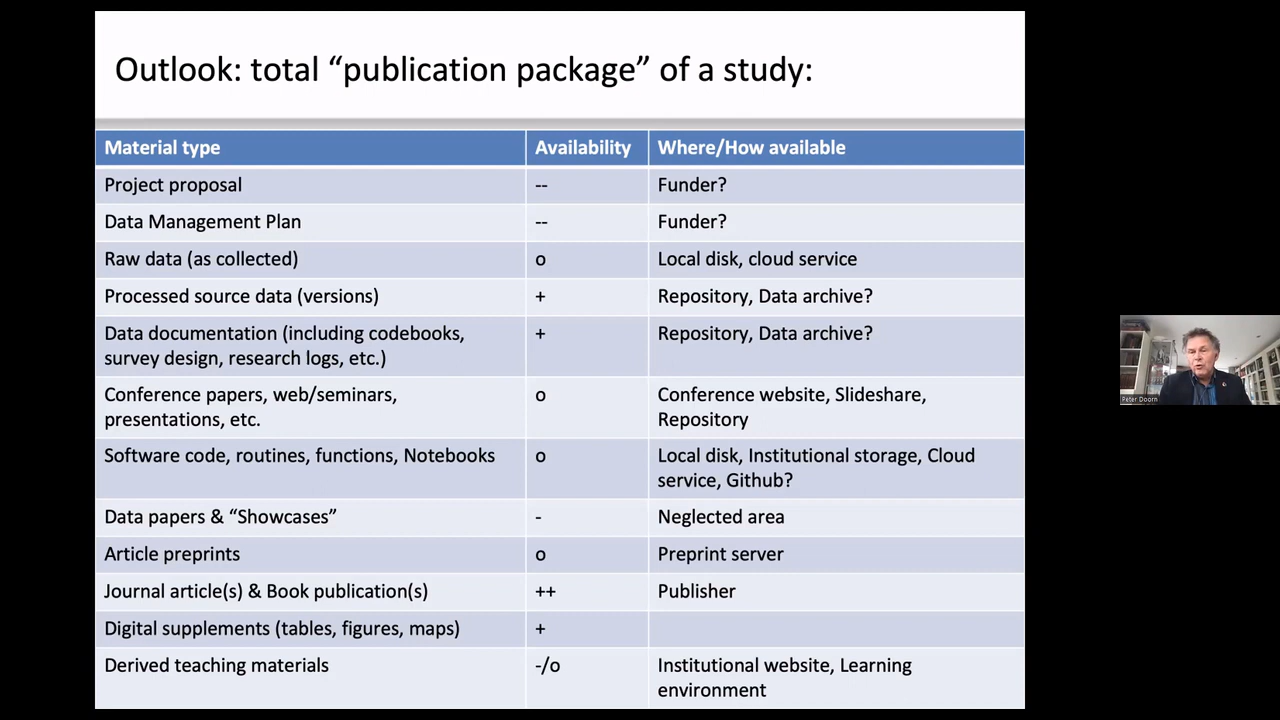 Outlook: total “publication package” of a study:
Material type Availability Where/How available
Project proposal -- Funder?
Data Management Plan -- Funder?
Raw data (as collected) o Local disk, cloud service
Processed source data (versions) + Repository, Data archive?
Data documentation (including codebooks, + Repository, Data archive?
survey design, research logs, etc.)
Conference papers, web/seminars, o Conference website, Slideshare,
presentations, etc. Repository
Software code, routines, functions, Notebooks o Local disk, Institutional storage, Cloud
service, Github?
Data papers & “Showcases” - Neglected area
Article preprints o Preprint server
Journal article(s) & Book publication(s) ++ Publisher
Digital supplements (tables, figures, maps) +
Derived teaching materials -/o Institutional website, Learning
environment
Peter Doorn